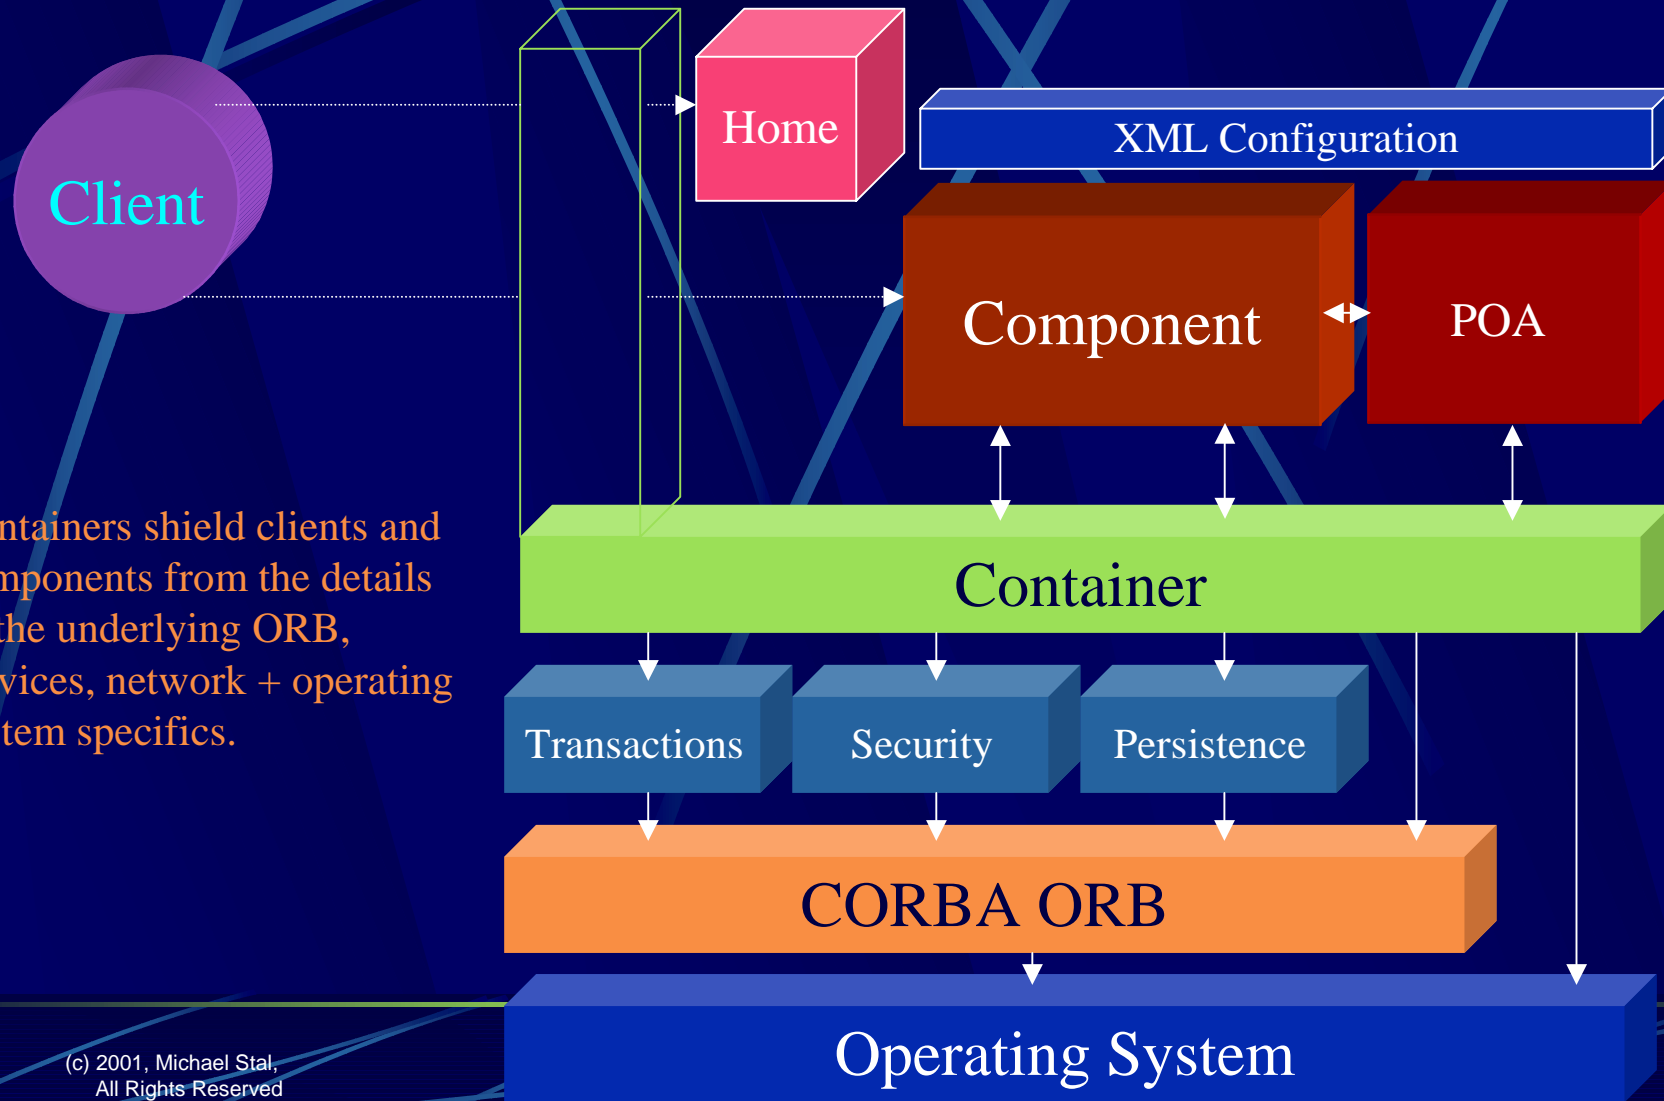 Client
Home
XML Configuration
Component
POA
ntainers shield clients and
mponents from the details
the underlying ORB,
vices, network + operating
tem specifics.
Container
Transactions
Security
Persistence
CORBA ORB
Operating System
(c) 2001, Michael Stal,
All Rights Reserved